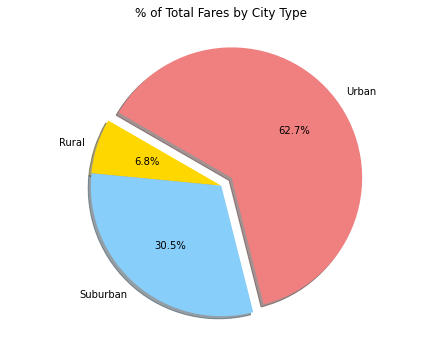 % of Total Fares by City Type
Urban
62.7%
Rural
6.8%
30.5%
Suburban